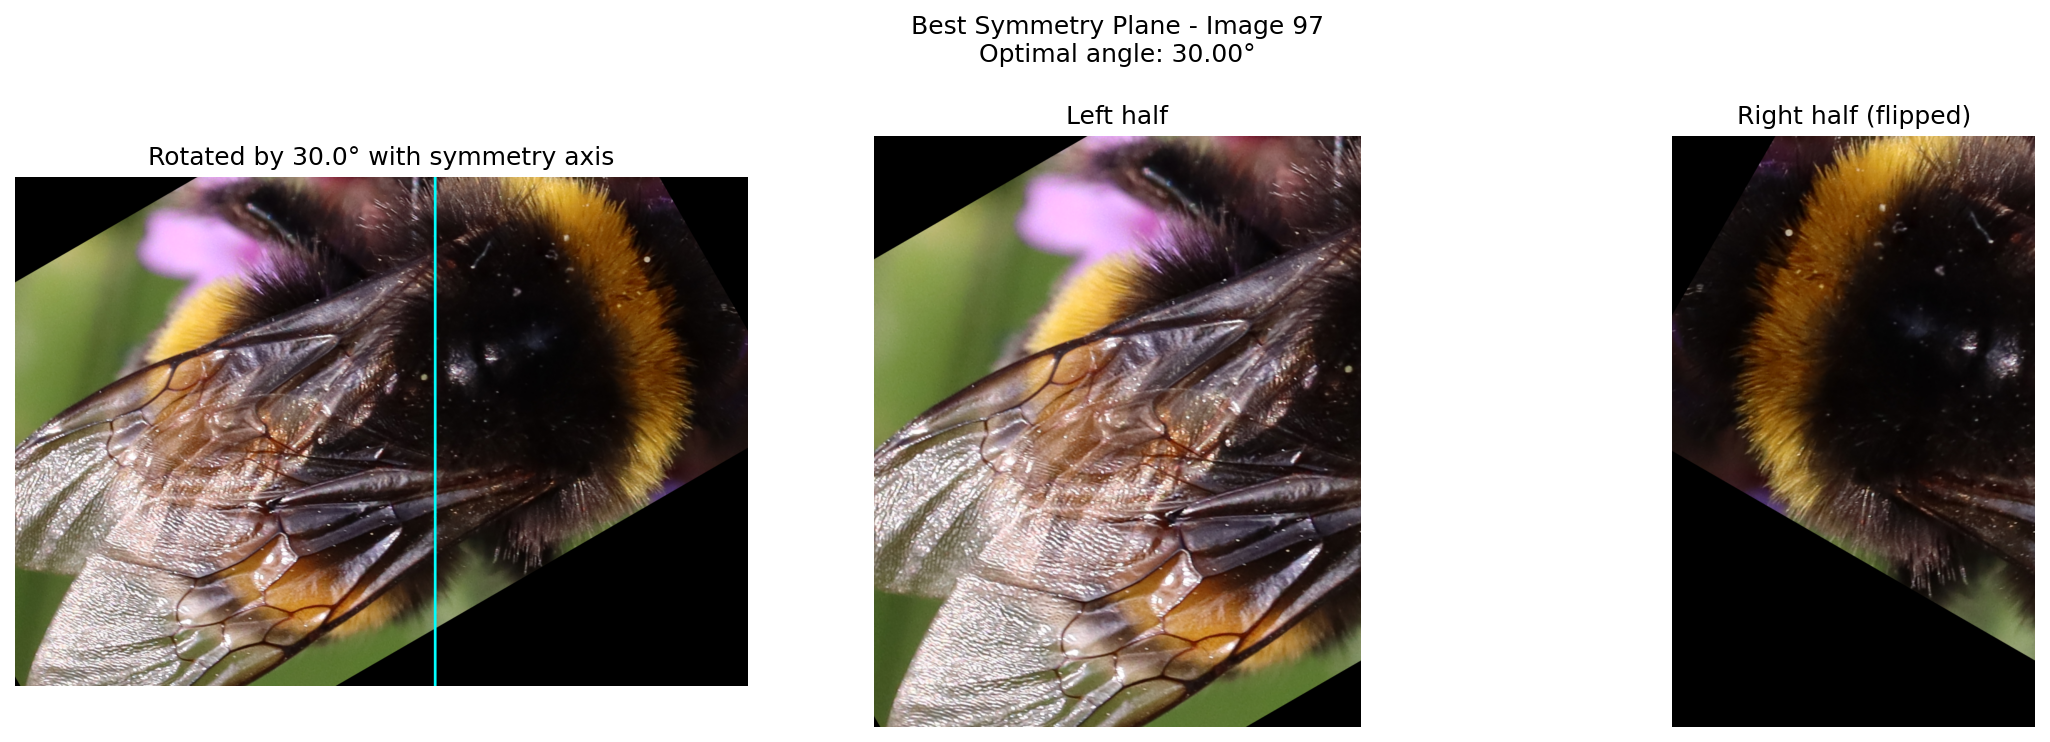 Best Symmetry Plane - Image 97
Optimal angle: 30.00°
Rotated by 30.0° with symmetry axis
Left half
Right half (flipped)